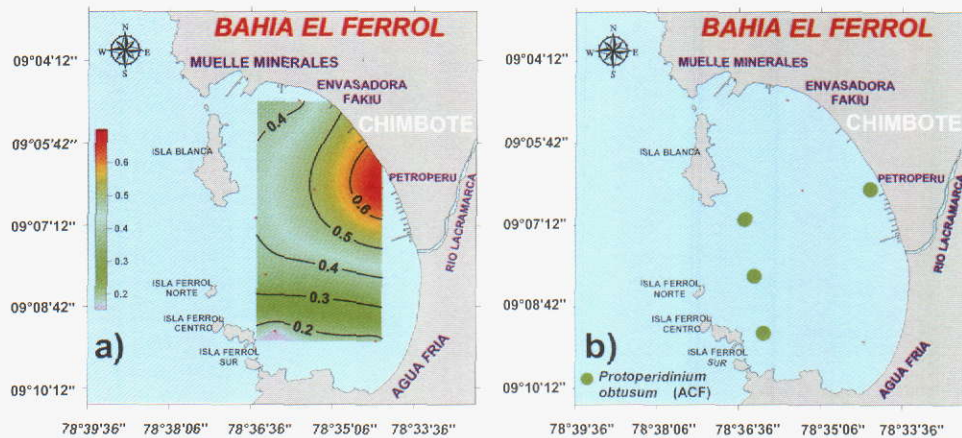 BAHIA EL FERROL
N
W
E
S
MUELLE MINERALES
ENVASADORA
FAKIU
CHIMBOTE
ISLA BLANCA
PETROPERU
RIO LACRAMARCA
ISLA FERROL
NORTE
ISLA FERROL
CENTRO
ISLA FERROL
SUR
AGUA FRIA
0.4
0.6
0.5
0.4
0.3
0.2
0.6
0.5
0.4
0.3
0.2
a)
09°04'12"
09°05'42"
09°07'12"
09°08'42"
09°10'12"
78°39'36"
78°38'06"
78°36'36"
78°35'06"
78°33'36"
BAHIA EL FERROL
N
W
E
S
MUELLE MINERALES
ENVASADORA
FAKIU
CHIMBOTE
ISLA BLANCA
PETROPERU
RIO LACRAMARCA
ISLA FERROL
NORTE
ISLA FERROL
CENTRO
ISLA FERROL
SUR
AGUA FRIA
b)
Protoperidinium
obtusum (ACF)
09°04'12"
09°05'42"
09°07'12"
09°08'42"
09°10'12"
78°39'36"
78°38'06"
78°36'36"
78°35'06"
78°33'36"